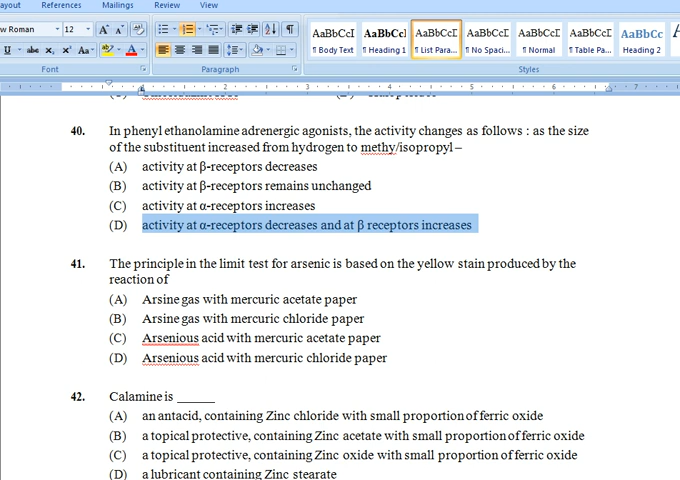 ayout References Mailings Review View
w Roman 12
Font Paragraph Styles
AaBbCcI AaBbCcl AaBbCcI AaBbCcI AaBbCcI AaBbCcI AaBbCc
¶ Body Text ¶ Heading 1 ¶ List Para... ¶ No Spaci... ¶ Normal ¶ Table Pa... Heading 2
1 2 3 4 5 6 7
40. In phenyl ethanolamine adrenergic agonists, the activity changes as follows : as the size
of the substituent increased from hydrogen to methy/isopropyl –
(A) activity at β-receptors decreases
(B) activity at β-receptors remains unchanged
(C) activity at α-receptors increases
(D) activity at α-receptors decreases and at β receptors increases
41. The principle in the limit test for arsenic is based on the yellow stain produced by the
reaction of
(A) Arsine gas with mercuric acetate paper
(B) Arsine gas with mercuric chloride paper
(C) Arsenious acid with mercuric acetate paper
(D) Arsenious acid with mercuric chloride paper
42. Calamine is ______
(A) an antacid, containing Zinc chloride with small proportion of ferric oxide
(B) a topical protective, containing Zinc acetate with small proportion of ferric oxide
(C) a topical protective, containing Zinc oxide with small proportion of ferric oxide
(D) a lubricant containing Zinc stearate